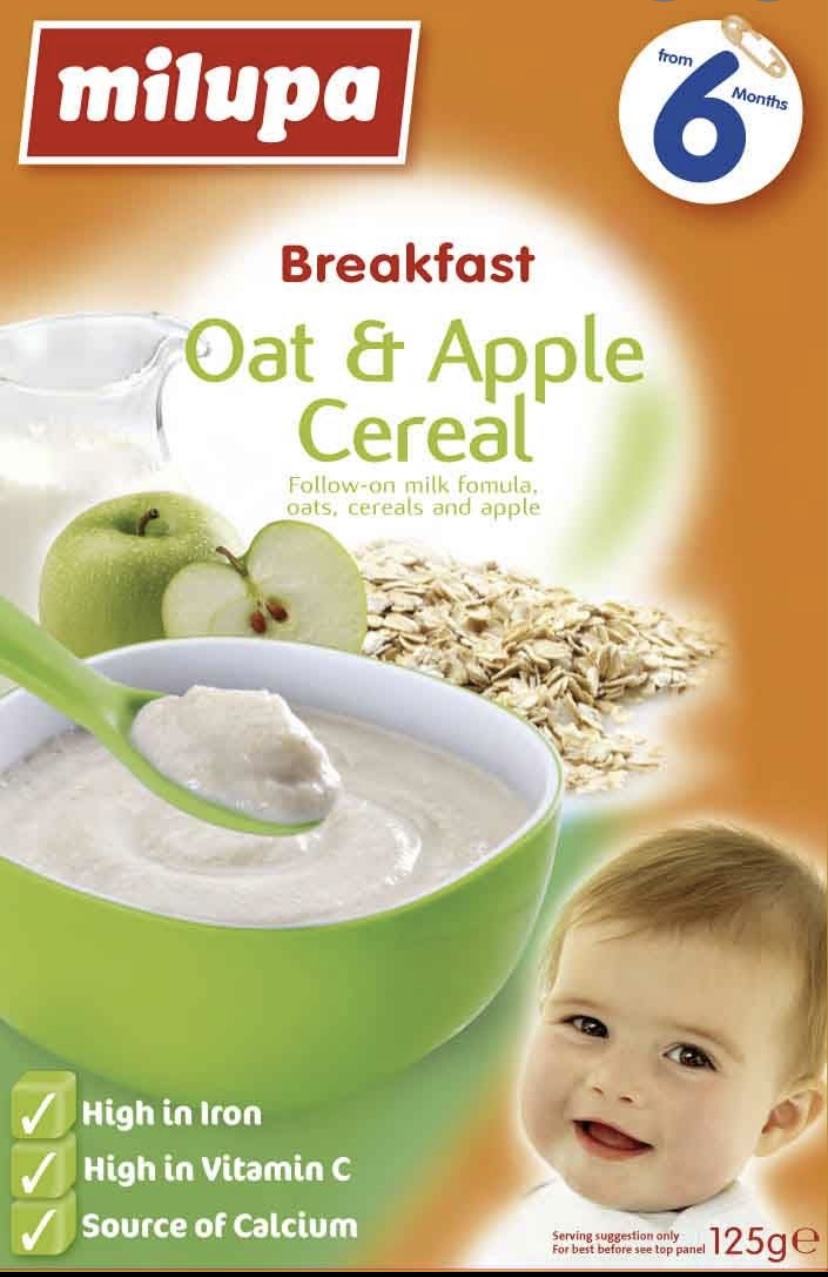 milupa
from
6
Months
Breakfast
Oat & Apple
Cereal
Follow-on milk fomula,
oats, cereals and apple
✓ High in Iron
✓ High in Vitamin C
✓ Source of Calcium
Serving suggestion only
For best before see top panel
125g℮